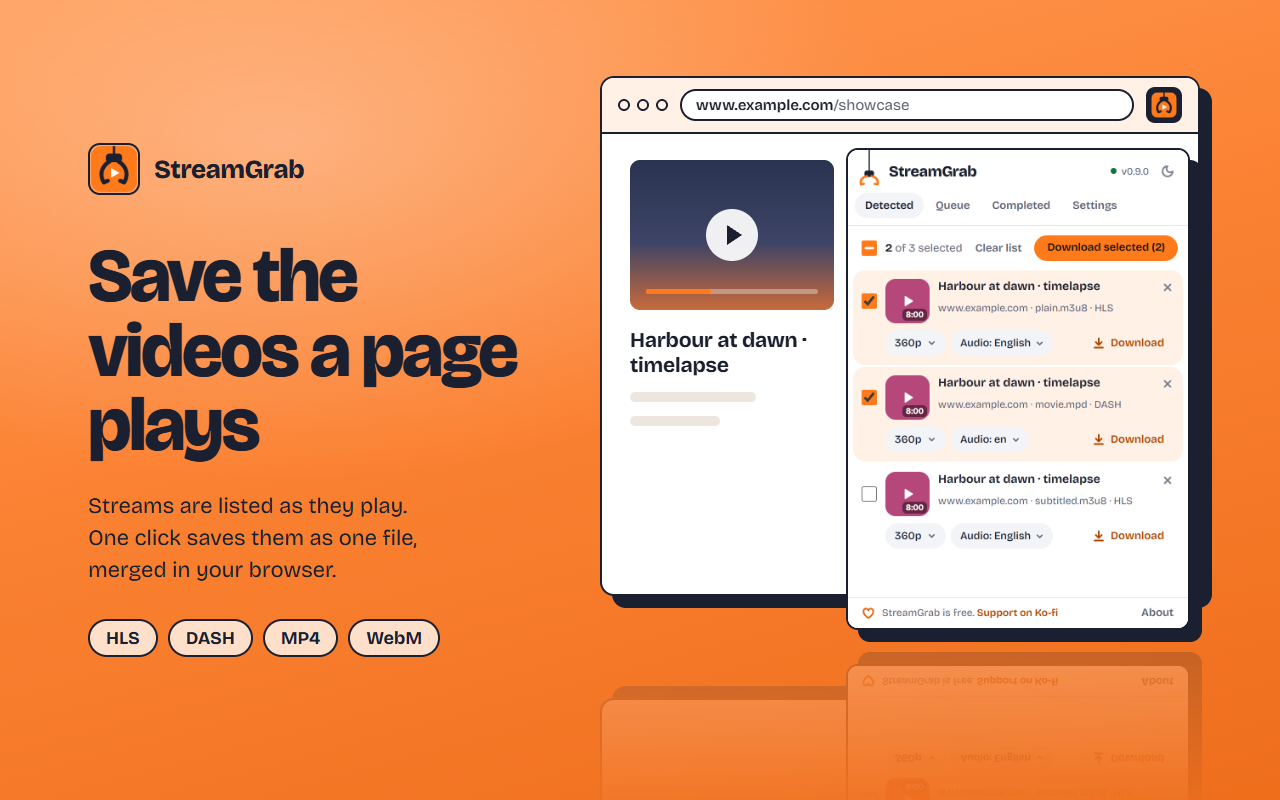 StreamGrab
Save the
videos a page
plays
Streams are listed as they play.
One click saves them as one file,
merged in your browser.
HLS DASH MP4 WebM
www.example.com/showcase
Harbour at dawn ·
timelapse
StreamGrab v0.9.0
Detected Queue Completed Settings
2 of 3 selected Clear list Download selected (2)
Harbour at dawn · timelapse
www.example.com · plain.m3u8 · HLS
8:00
360p Audio: English Download
Harbour at dawn · timelapse
www.example.com · movie.mpd · DASH
8:00
360p Audio: en Download
Harbour at dawn · timelapse
www.example.com · subtitled.m3u8 · HLS
8:00
360p Audio: English Download
StreamGrab is free. Support on Ko-fi About